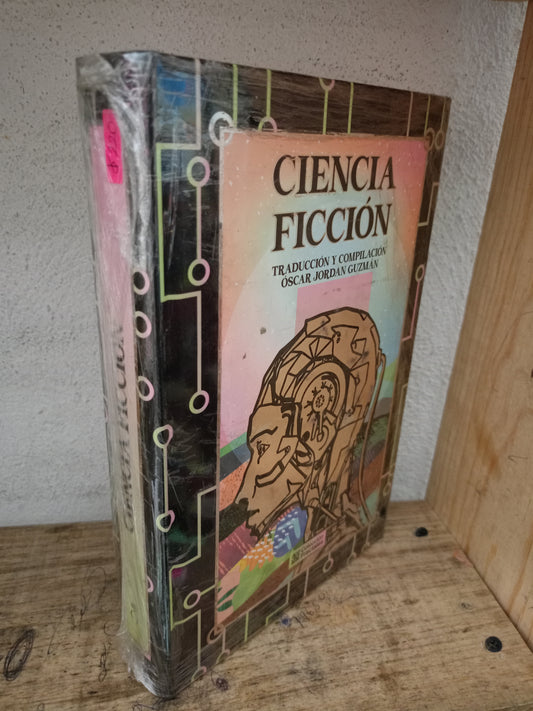 CIENCIA
FICCIÓN
TRADUCCIÓN Y COMPILACIÓN
ÓSCAR JORDAN GUZMÁN
CIENCIA FICCIÓN